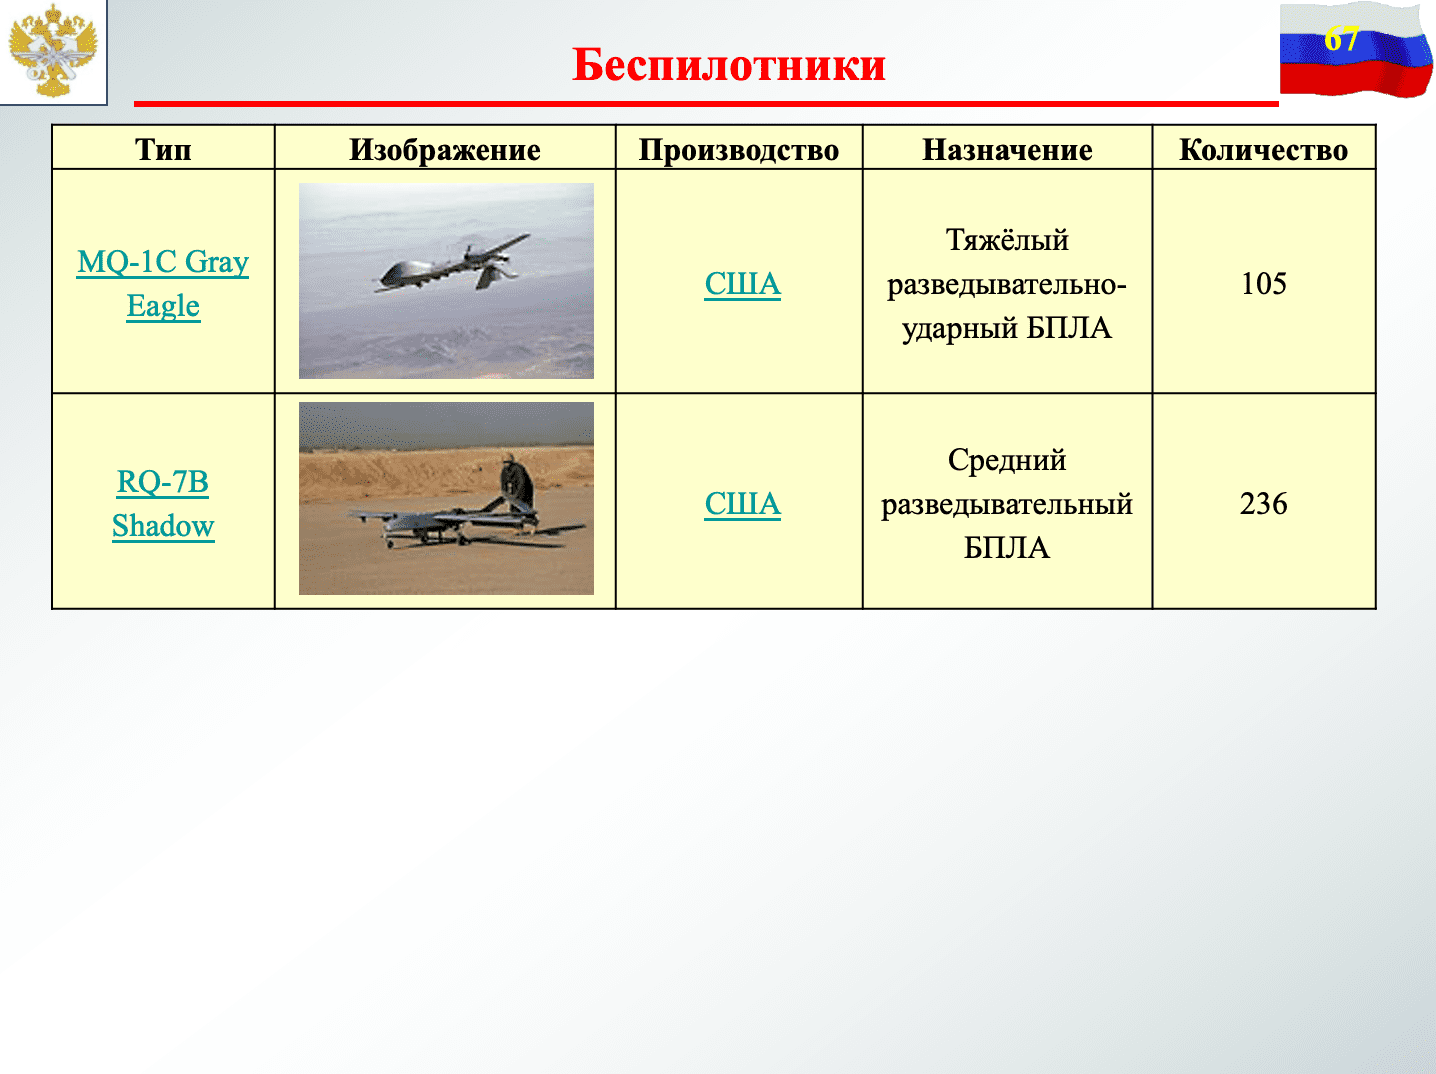 67
Беспилотники
Тип Изображение Производство Назначение Количество
MQ-1C Gray
Eagle
США
Тяжёлый
разведывательно-
ударный БПЛА
105
RQ-7B
Shadow
США
Средний
разведывательный
БПЛА
236